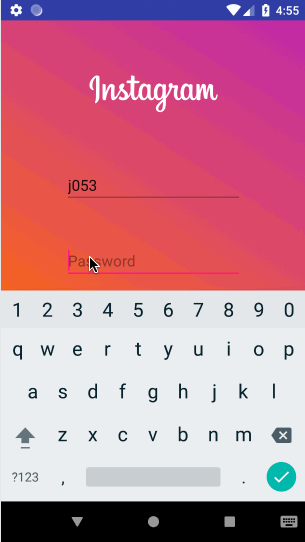 4:55
Instagram
j053
Password
1 2 3 4 5 6 7 8 9 0
q w e r t y u i o p
a s d f g h j k l
z x c v b n m
?123 , .